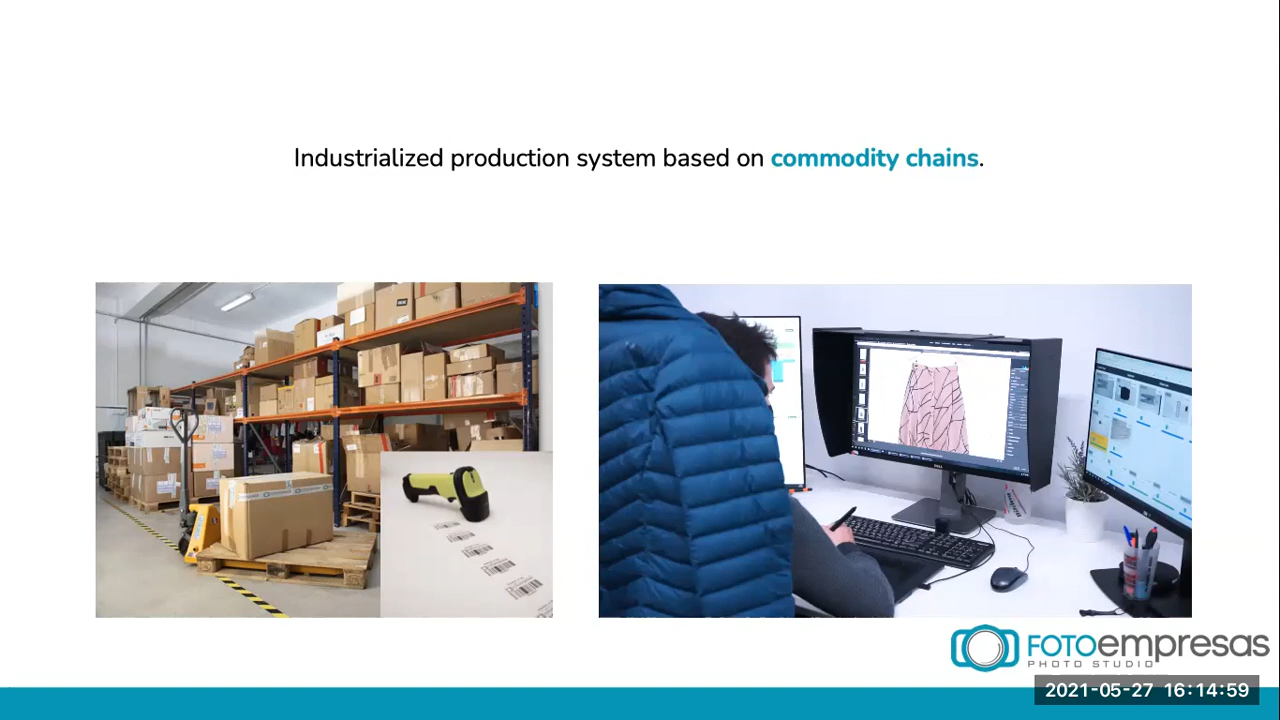 Industrialized production system based on commodity chains.
FOTOempresas
PHOTO STUDIO
2021-05-27 16:14:59